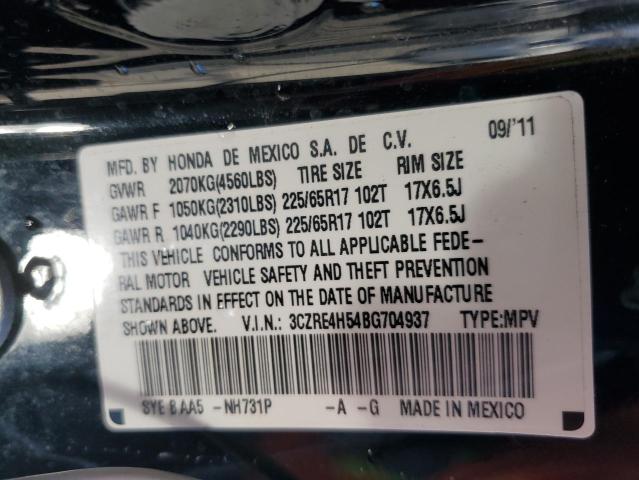 MFD. BY HONDA DE MEXICO S.A. DE C.V. 09/'11
GVWR 2070KG(4560LBS) TIRE SIZE RIM SIZE
GAWR F 1050KG(2310LBS) 225/65R17 102T 17X6.5J
GAWR R 1040KG(2290LBS) 225/65R17 102T 17X6.5J
THIS VEHICLE CONFORMS TO ALL APPLICABLE FEDE-
RAL MOTOR VEHICLE SAFETY AND THEFT PREVENTION
STANDARDS IN EFFECT ON THE DATE OF MANUFACTURE
SHOWN ABOVE. V.I.N.: 3CZRE4H54BG704937 TYPE:MPV
SYE B AA5 -NH731P -A -G MADE IN MEXICO